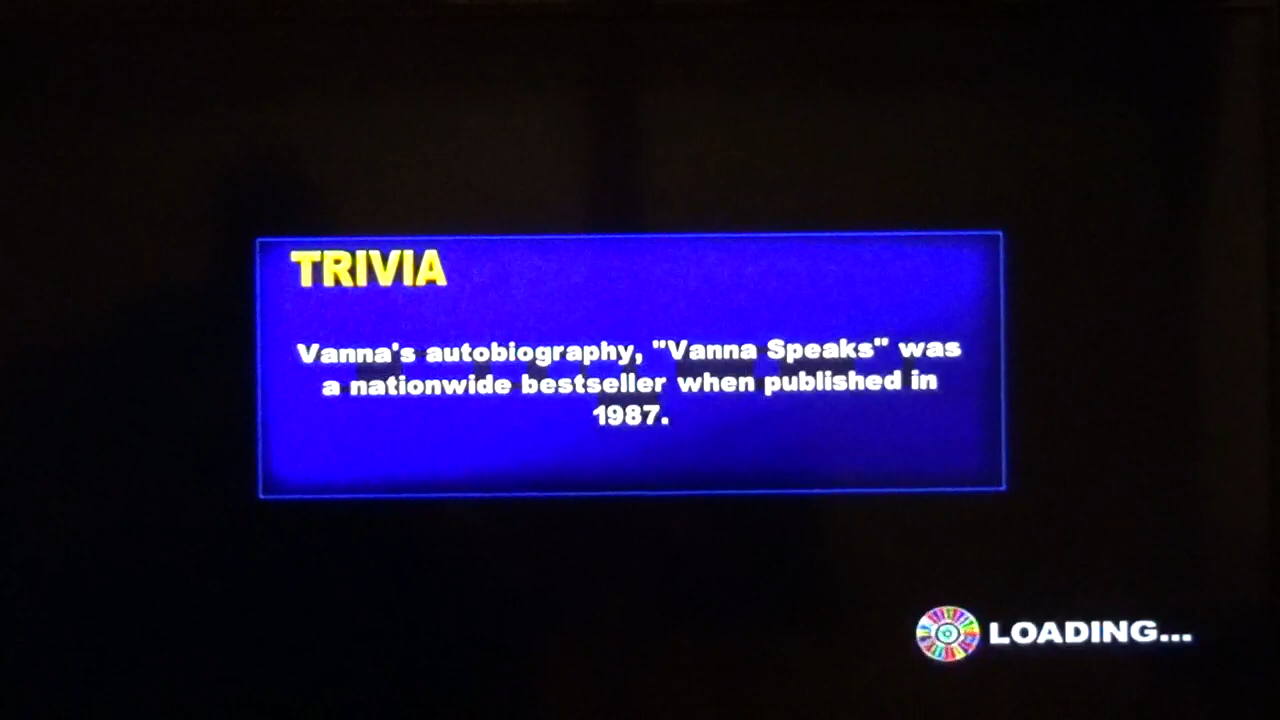 TRIVIA
Vanna's autobiography, "Vanna Speaks" was
a nationwide bestseller when published in
1987.
LOADING...